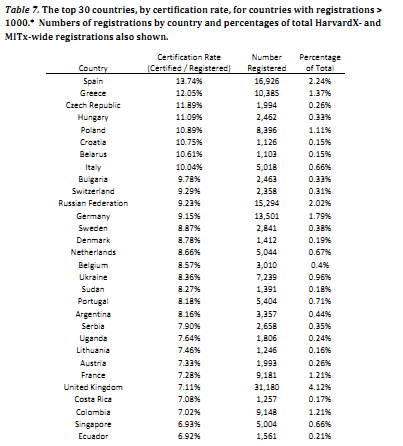 Table 7. The top 30 countries, by certification rate, for countries with registrations >
1000.* Numbers of registrations by country and percentages of total HarvardX- and
MITx-wide registrations also shown.
Certification Rate Number Percentage
Country (Certified / Registered) Registered of Total
Spain 13.74% 16,926 2.24%
Greece 12.05% 10,385 1.37%
Czech Republic 11.89% 1,994 0.26%
Hungary 11.09% 2,462 0.33%
Poland 10.89% 8,396 1.11%
Croatia 10.75% 1,126 0.15%
Belarus 10.61% 1,103 0.15%
Italy 10.04% 5,018 0.66%
Bulgaria 9.78% 2,463 0.33%
Switzerland 9.29% 2,358 0.31%
Russian Federation 9.23% 15,294 2.02%
Germany 9.15% 13,501 1.79%
Sweden 8.87% 2,841 0.38%
Denmark 8.78% 1,412 0.19%
Netherlands 8.66% 5,044 0.67%
Belgium 8.57% 3,010 0.4%
Ukraine 8.36% 7,239 0.96%
Sudan 8.27% 1,391 0.18%
Portugal 8.18% 5,404 0.71%
Argentina 8.16% 3,357 0.44%
Serbia 7.90% 2,658 0.35%
Uganda 7.64% 1,806 0.24%
Lithuania 7.46% 1,246 0.16%
Austria 7.33% 1,993 0.26%
France 7.28% 9,181 1.21%
United Kingdom 7.11% 31,180 4.12%
Costa Rica 7.08% 1,257 0.17%
Colombia 7.02% 9,148 1.21%
Singapore 6.93% 5,004 0.66%
Ecuador 6.92% 1,561 0.21%